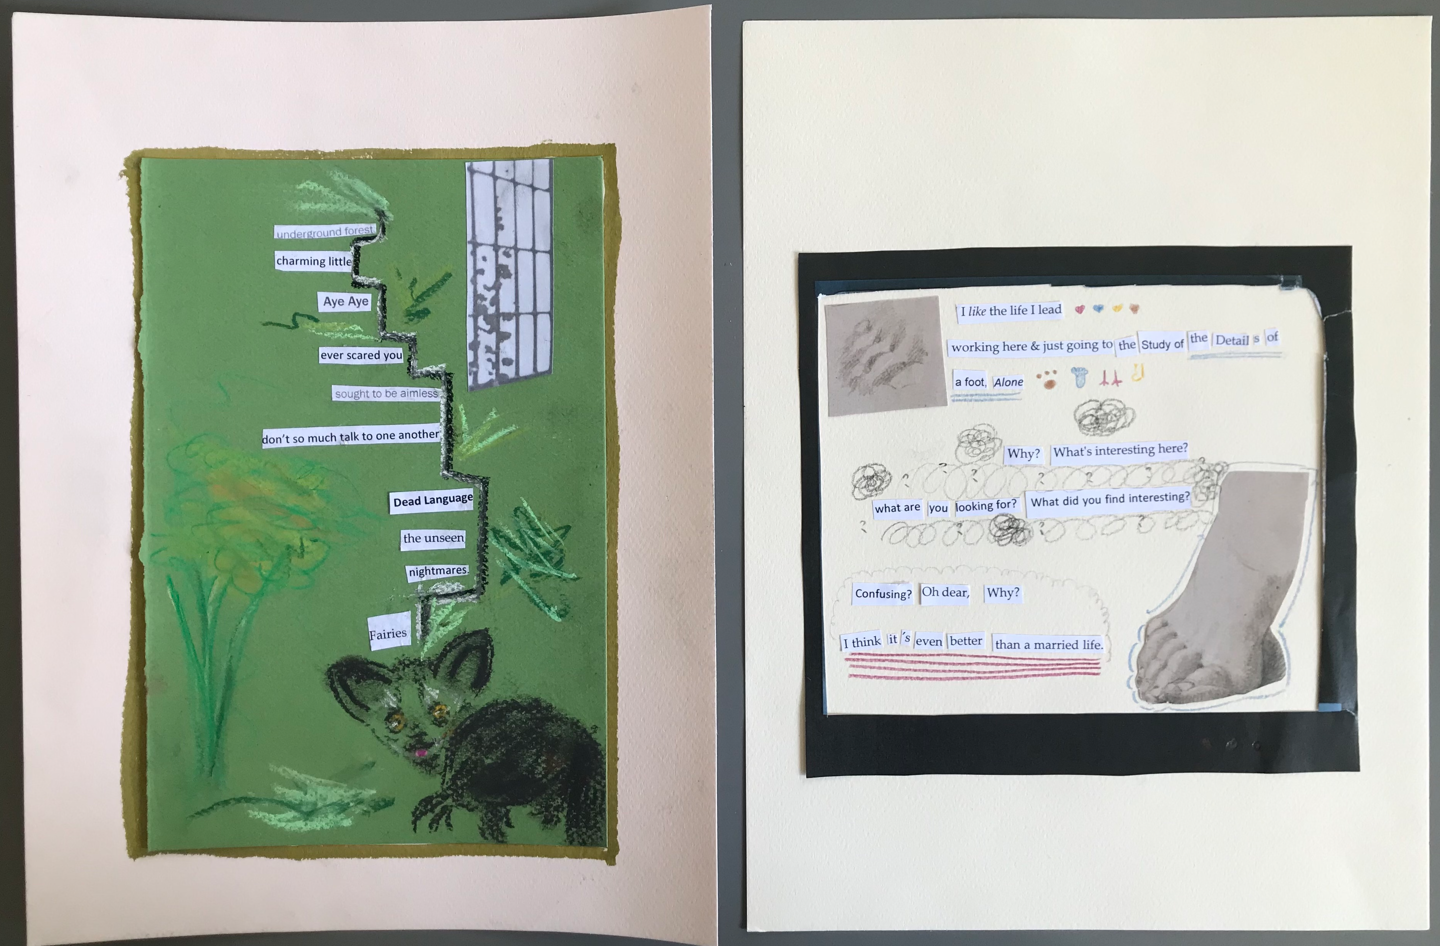 underground forest
charming little
Aye Aye
ever scared you
sought to be aimless
don't so much talk to one another
Dead Language
the unseen
nightmares.
Fairies
I like the life I lead
working here & just going to the Study of the Detail s of
a foot, Alone
Why? What's interesting here?
what are you looking for? What did you find interesting?
Confusing? Oh dear, Why?
I think it 's even better than a married life.